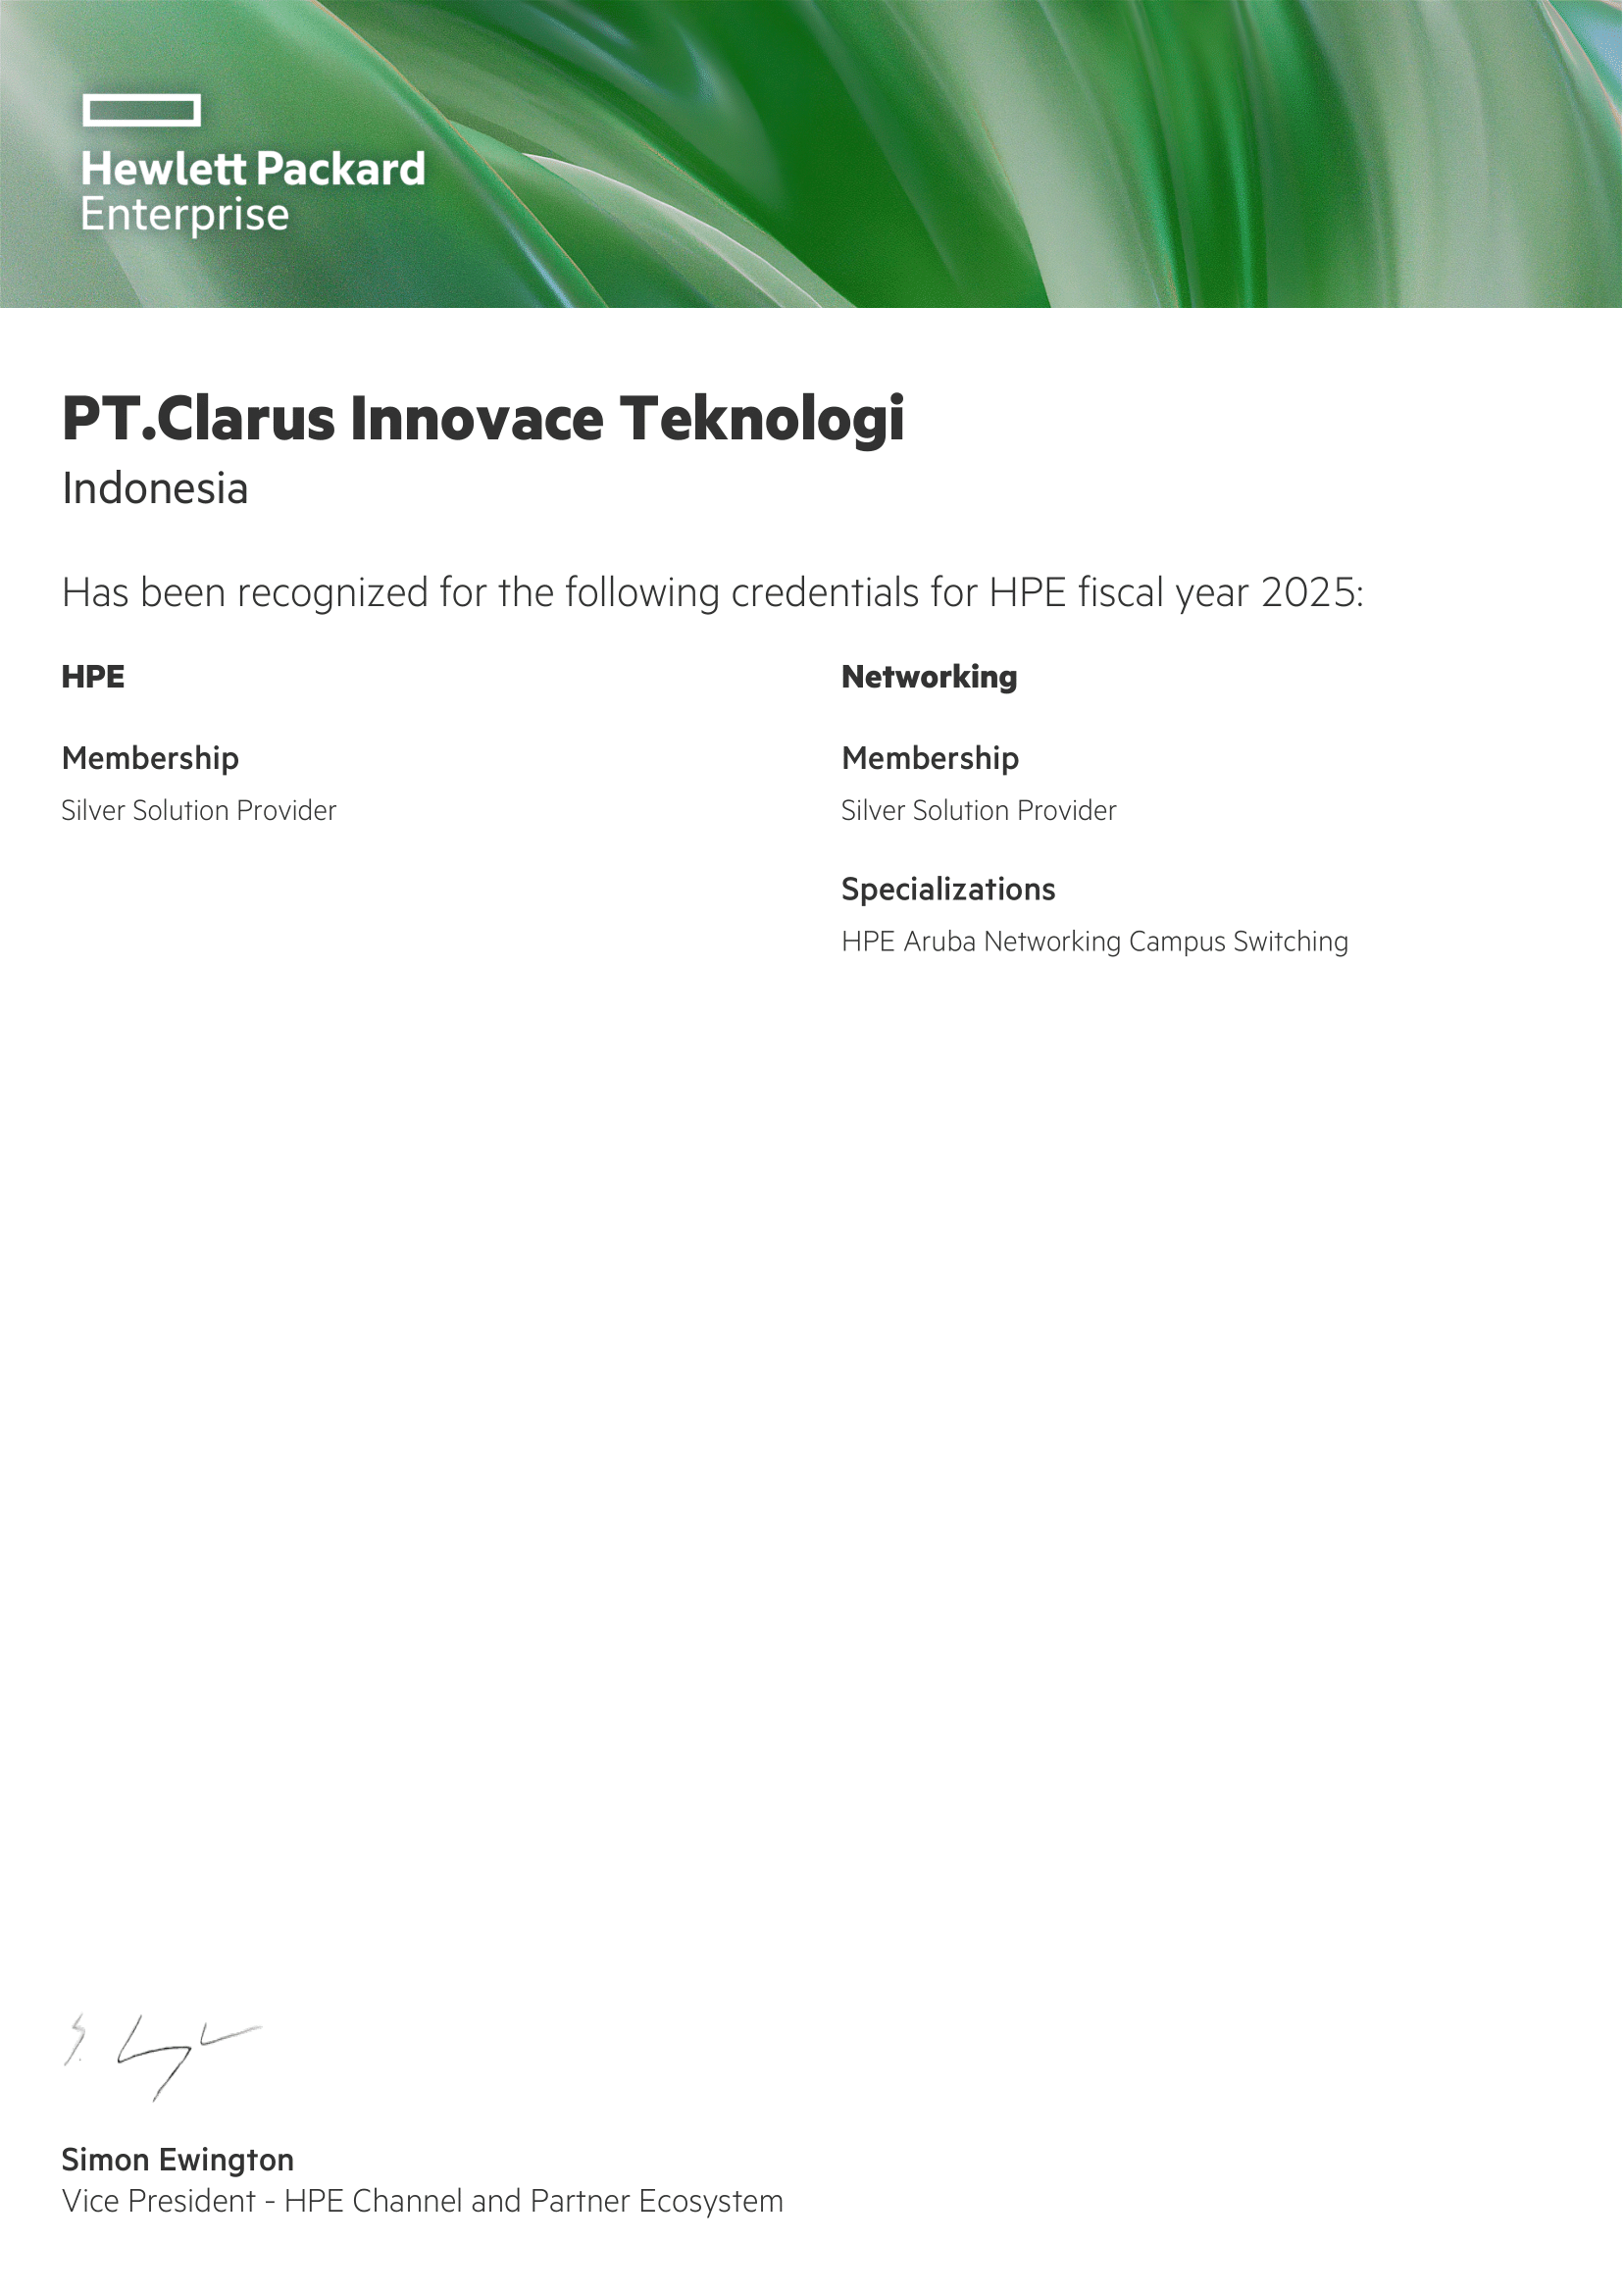 Hewlett Packard
Enterprise
PT.Clarus Innovace Teknologi
Indonesia
Has been recognized for the following credentials for HPE fiscal year 2025:
HPE
Membership
Silver Solution Provider
Networking
Membership
Silver Solution Provider
Specializations
HPE Aruba Networking Campus Switching
Simon Ewington
Vice President - HPE Channel and Partner Ecosystem